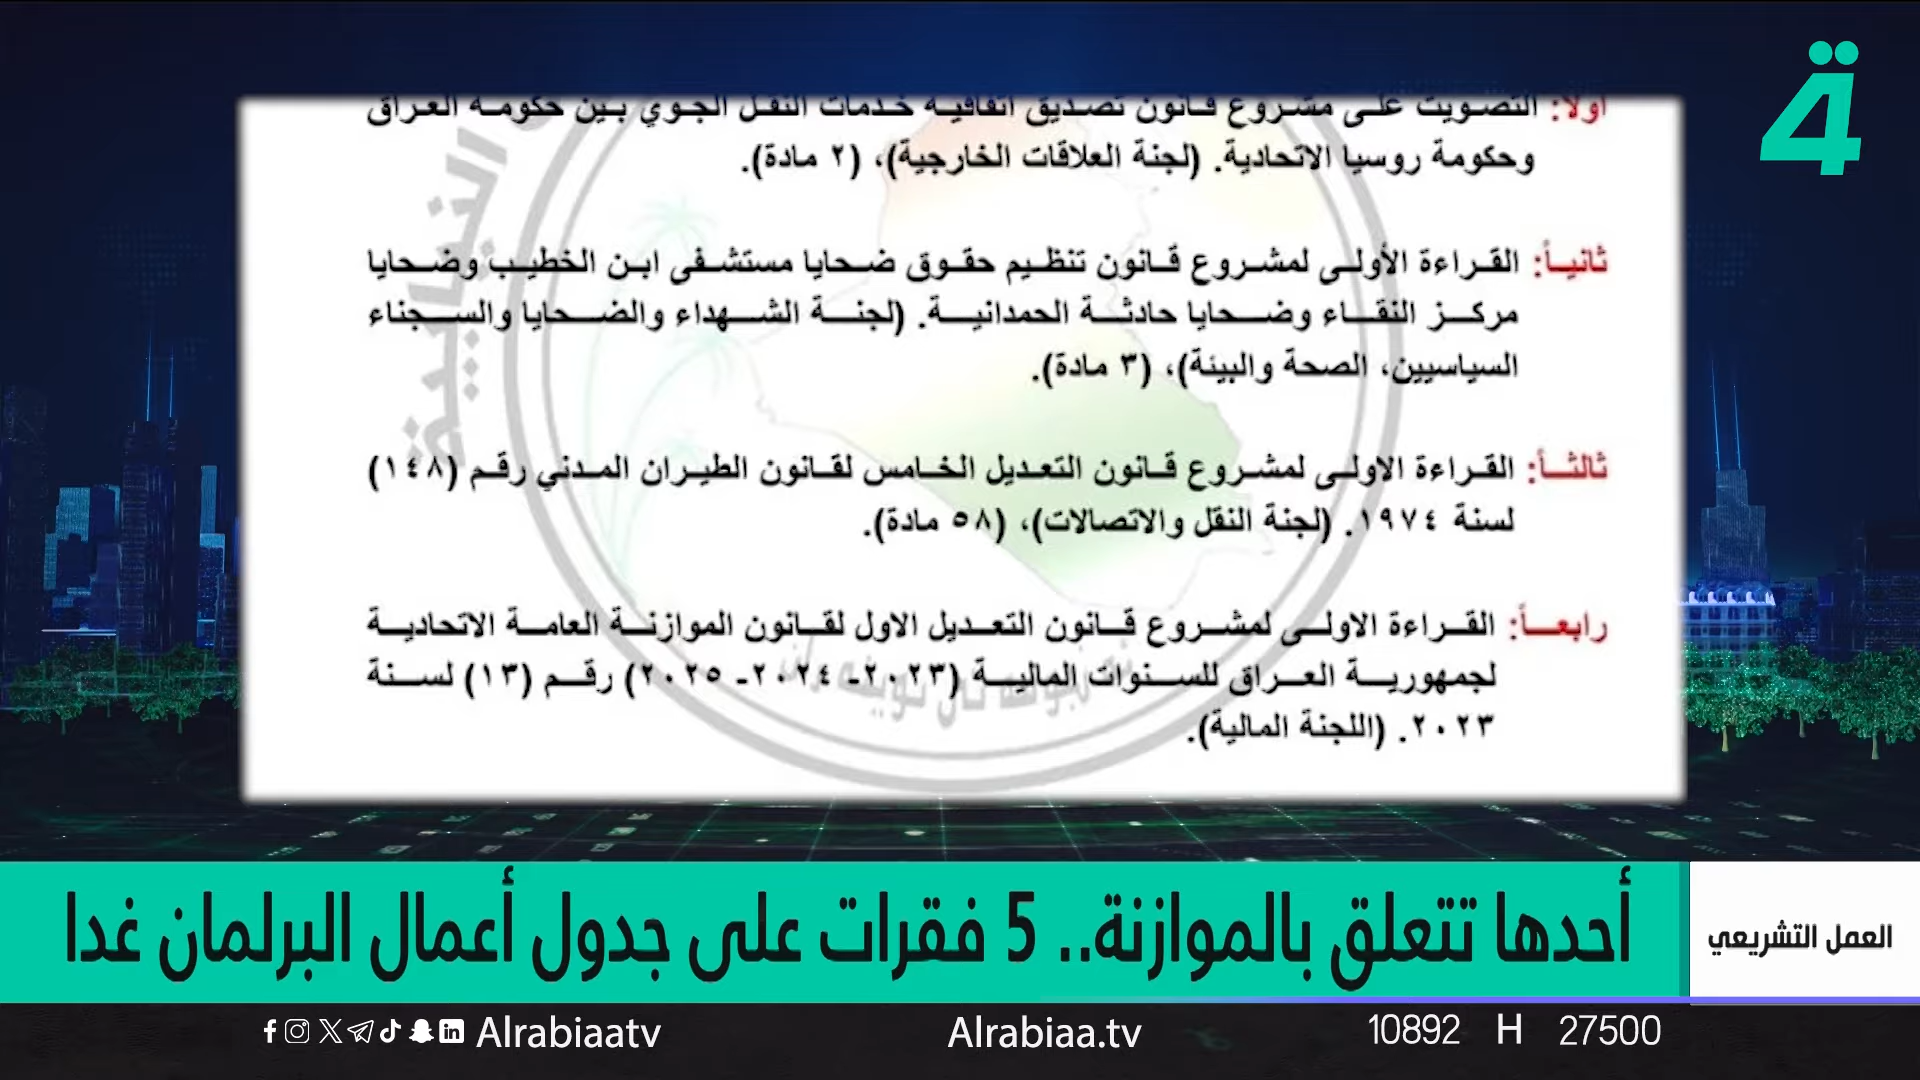 أولاً: التصويت على مشروع قانون تصديق اتفاقية خدمات النقل الجوي بين حكومة العراق
وحكومة روسيا الاتحادية. (لجنة العلاقات الخارجية)، (٢ مادة).
ثانياً: القراءة الأولى لمشروع قانون تنظيم حقوق ضحايا مستشفى ابن الخطيب وضحايا
مركز النقاء وضحايا حادثة الحمدانية. (لجنة الشهداء والضحايا والسجناء
السياسيين، الصحة والبيئة)، (٣ مادة).
ثالثاً: القراءة الاولى لمشروع قانون التعديل الخامس لقانون الطيران المدني رقم (١٤٨)
لسنة ١٩٧٤. (لجنة النقل والاتصالات)، (٥٨ مادة).
رابعاً: القراءة الاولى لمشروع قانون التعديل الاول لقانون الموازنة العامة الاتحادية
لجمهورية العراق للسنوات المالية (٢٠٢٣- ٢٠٢٤- ٢٠٢٥) رقم (١٣) لسنة
٢٠٢٣. (اللجنة المالية).
العمل التشريعي
أحدها تتعلق بالموازنة.. 5 فقرات على جدول أعمال البرلمان غدا
Alrabiaatv Alrabiaa.tv 10892 H 27500